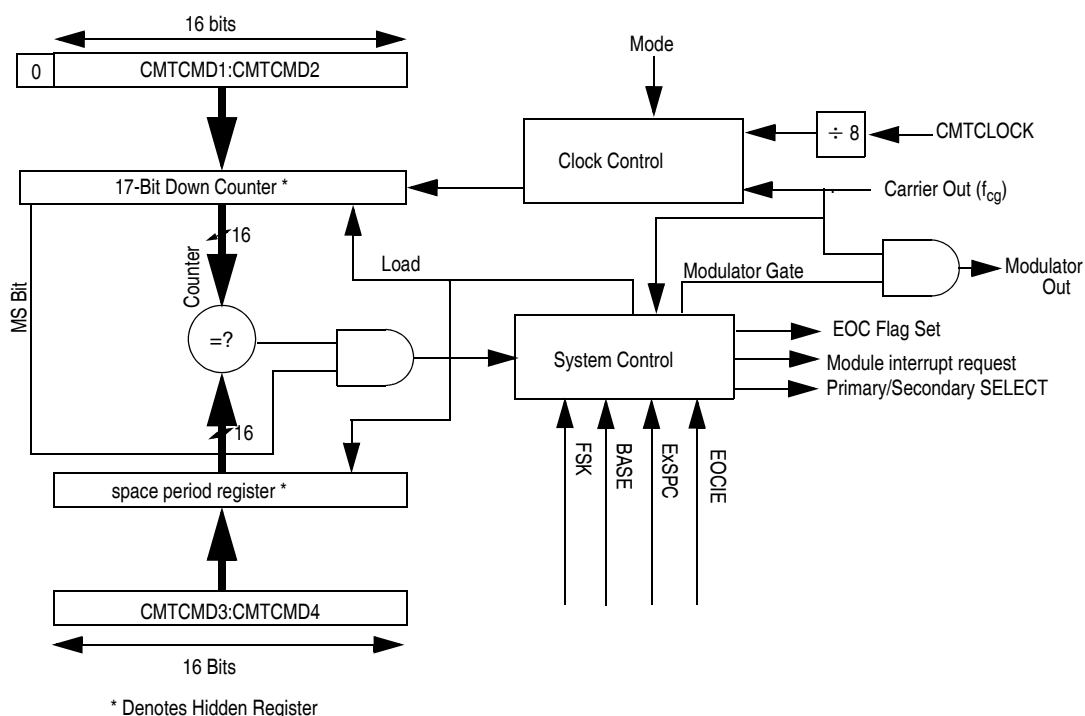 16 bits
0
CMTCMD1:CMTCMD2
Mode
÷ 8
CMTCLOCK
Clock Control
17-Bit Down Counter *
Carrier Out (fcg)
16
Counter
MS Bit
Load
Modulator Gate
Modulator
Out
=?
EOC Flag Set
System Control
Module interrupt request
Primary/Secondary SELECT
16
FSK
BASE
ExSPC
EOCIE
space period register *
CMTCMD3:CMTCMD4
16 Bits
* Denotes Hidden Register